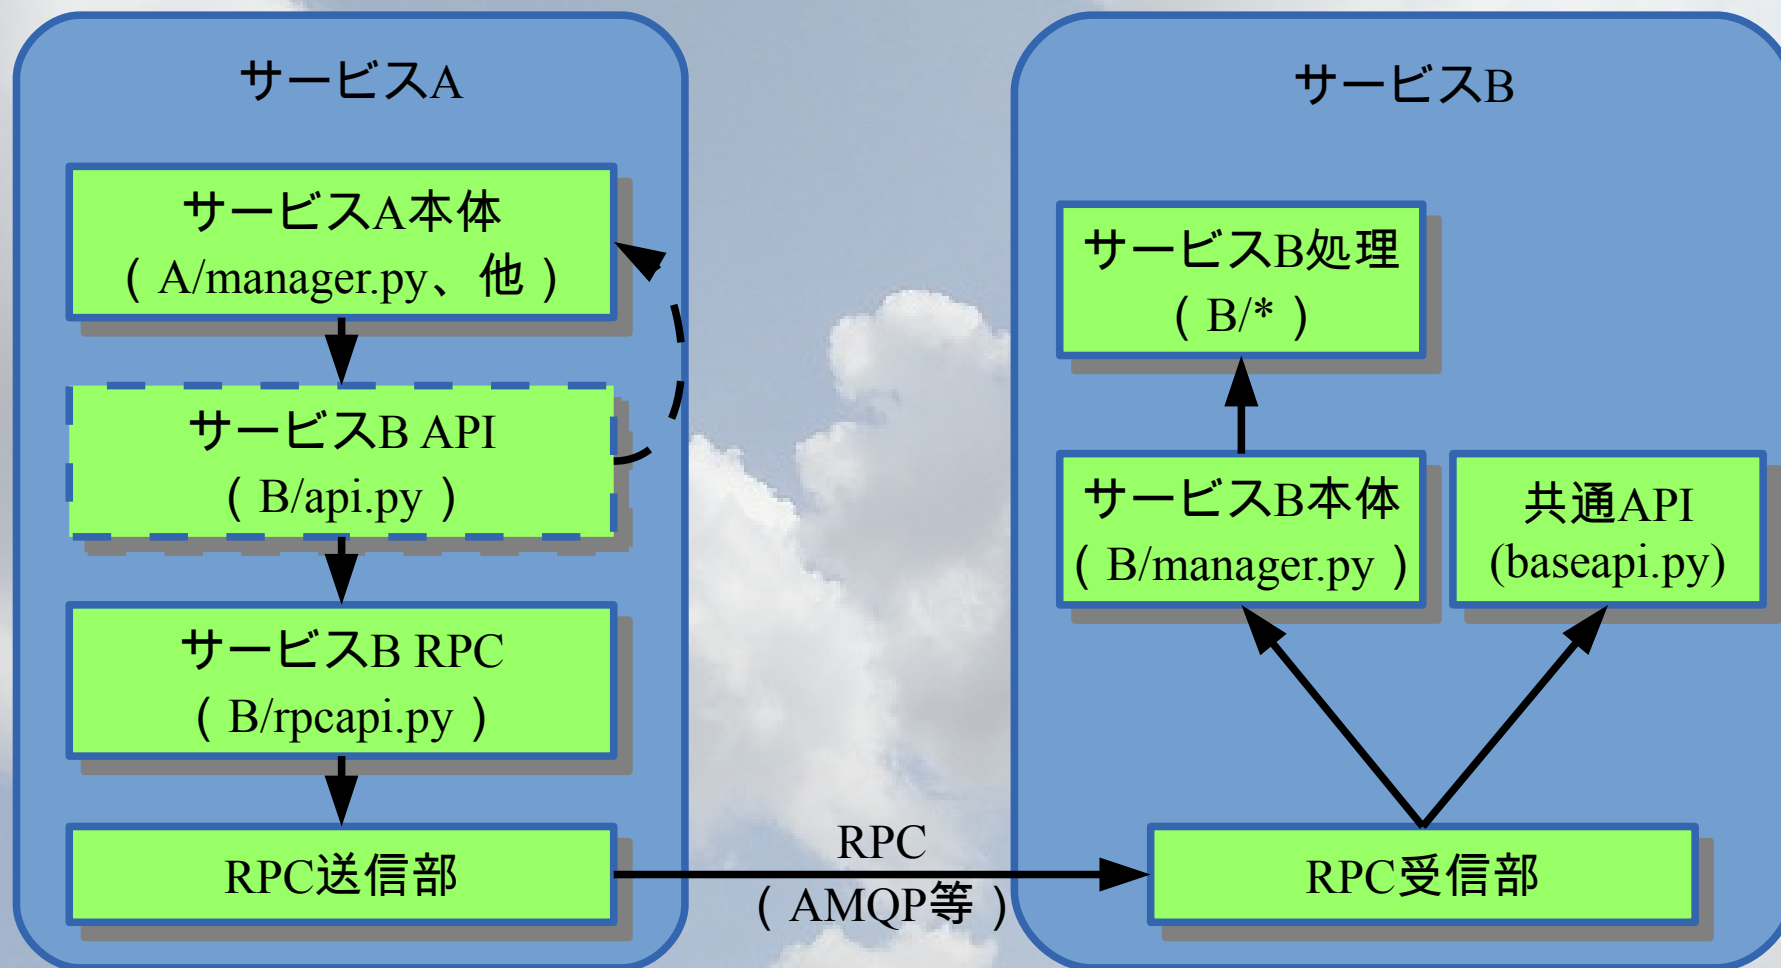 サービスA
サービスA本体
( A/manager.py、他 )
サービスB API
( B/api.py )
サービスB RPC
( B/rpcapi.py )
RPC送信部
RPC
( AMQP等 )
サービスB
サービスB処理
( B/* )
サービスB本体
( B/manager.py )
共通API
(baseapi.py)
RPC受信部